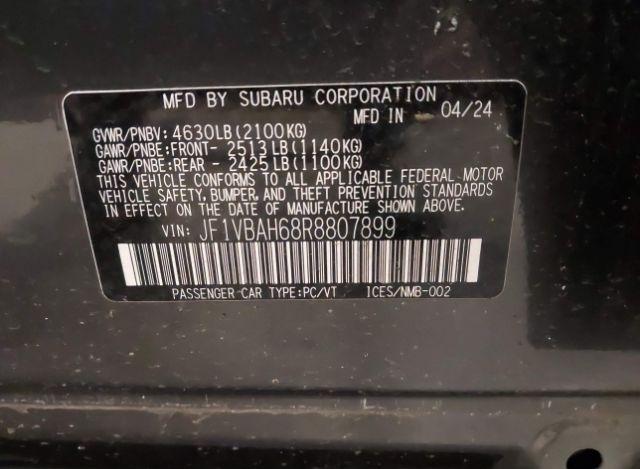 MFD BY SUBARU CORPORATION
MFD IN 04/24
GVWR/PNBV: 4630LB(2100KG)
GAWR/PNBE:FRONT- 2513LB(1140KG)
GAWR/PNBE:REAR - 2425LB(1100KG)
THIS VEHICLE CONFORMS TO ALL APPLICABLE FEDERAL MOTOR
VEHICLE SAFETY, BUMPER, AND THEFT PREVENTION STANDARDS
IN EFFECT ON THE DATE OF MANUFACTURE SHOWN ABOVE.
VIN: JF1VBAH68R8807899
PASSENGER CAR TYPE:PC/VT ICES/NMB-002